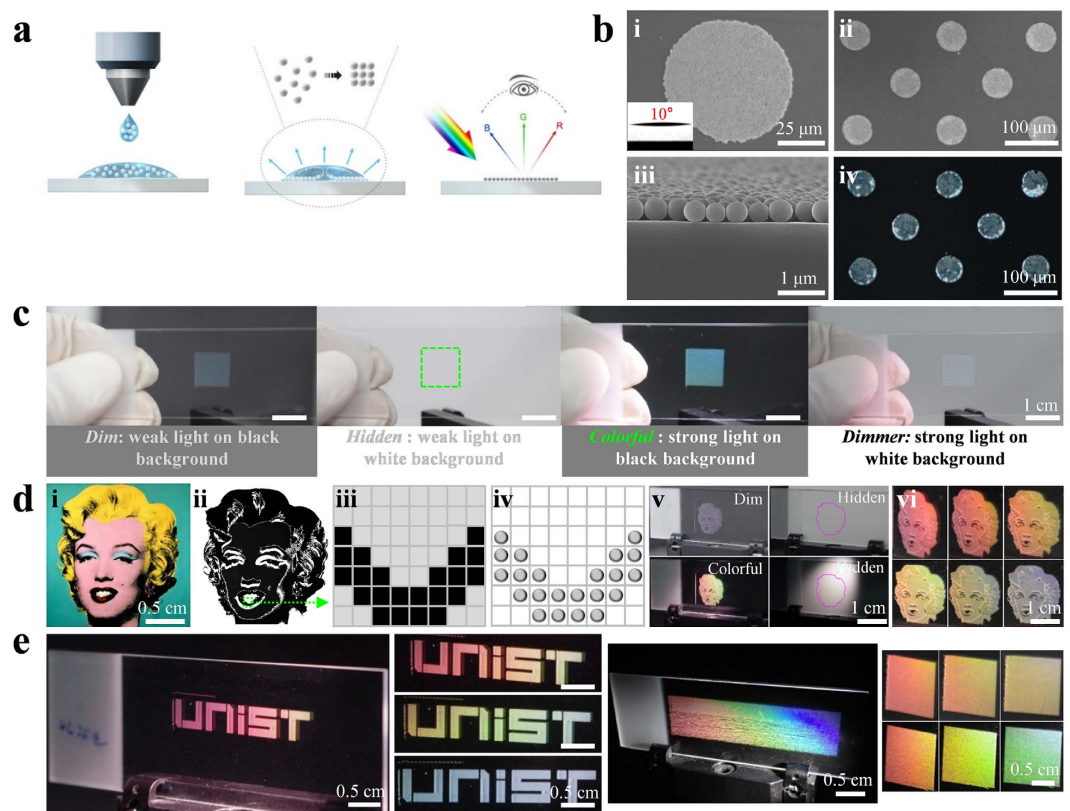 a
B
G
R
b
i
10°
25 μm
ii
100 μm
iii
1 μm
iv
100 μm
c
1 cm
Dim: weak light on black
background
Hidden : weak light on
white background
Colorful : strong light on
black background
Dimmer: strong light on
white background
d
i
0.5 cm
ii
iii
iv
v
Dim
Hidden
Colorful
Hidden
1 cm
vi
1 cm
e
UNIST
0.5 cm
UNIST
UNIST
UNIST
0.5 cm
0.5 cm
0.5 cm